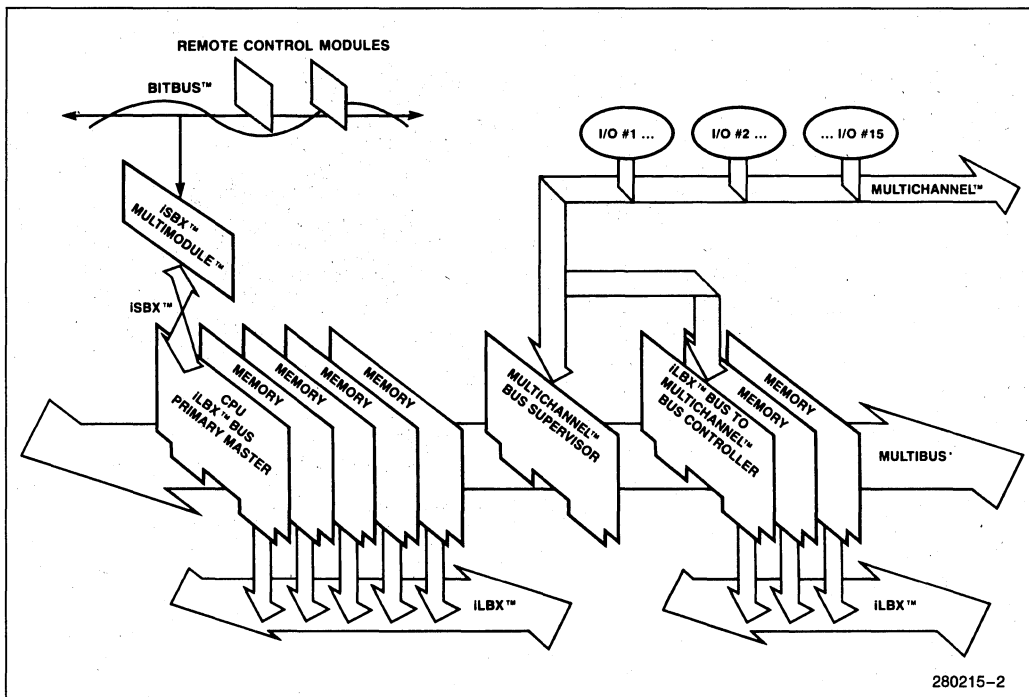 REMOTE CONTROL MODULES
BITBUS™
I/O #1 ...
I/O #2 ...
... I/O #15
MULTICHANNEL™
iSBX™
MULTIMODULE™
iSBX™
CPU
iLBX™ BUS
PRIMARY MASTER
MEMORY
MEMORY
MEMORY
MEMORY
MULTICHANNEL™
BUS SUPERVISOR
iLBX™ BUS TO
MULTICHANNEL™
BUS CONTROLLER
MEMORY
MEMORY
MULTIBUS*
iLBX™
iLBX™
280215-2